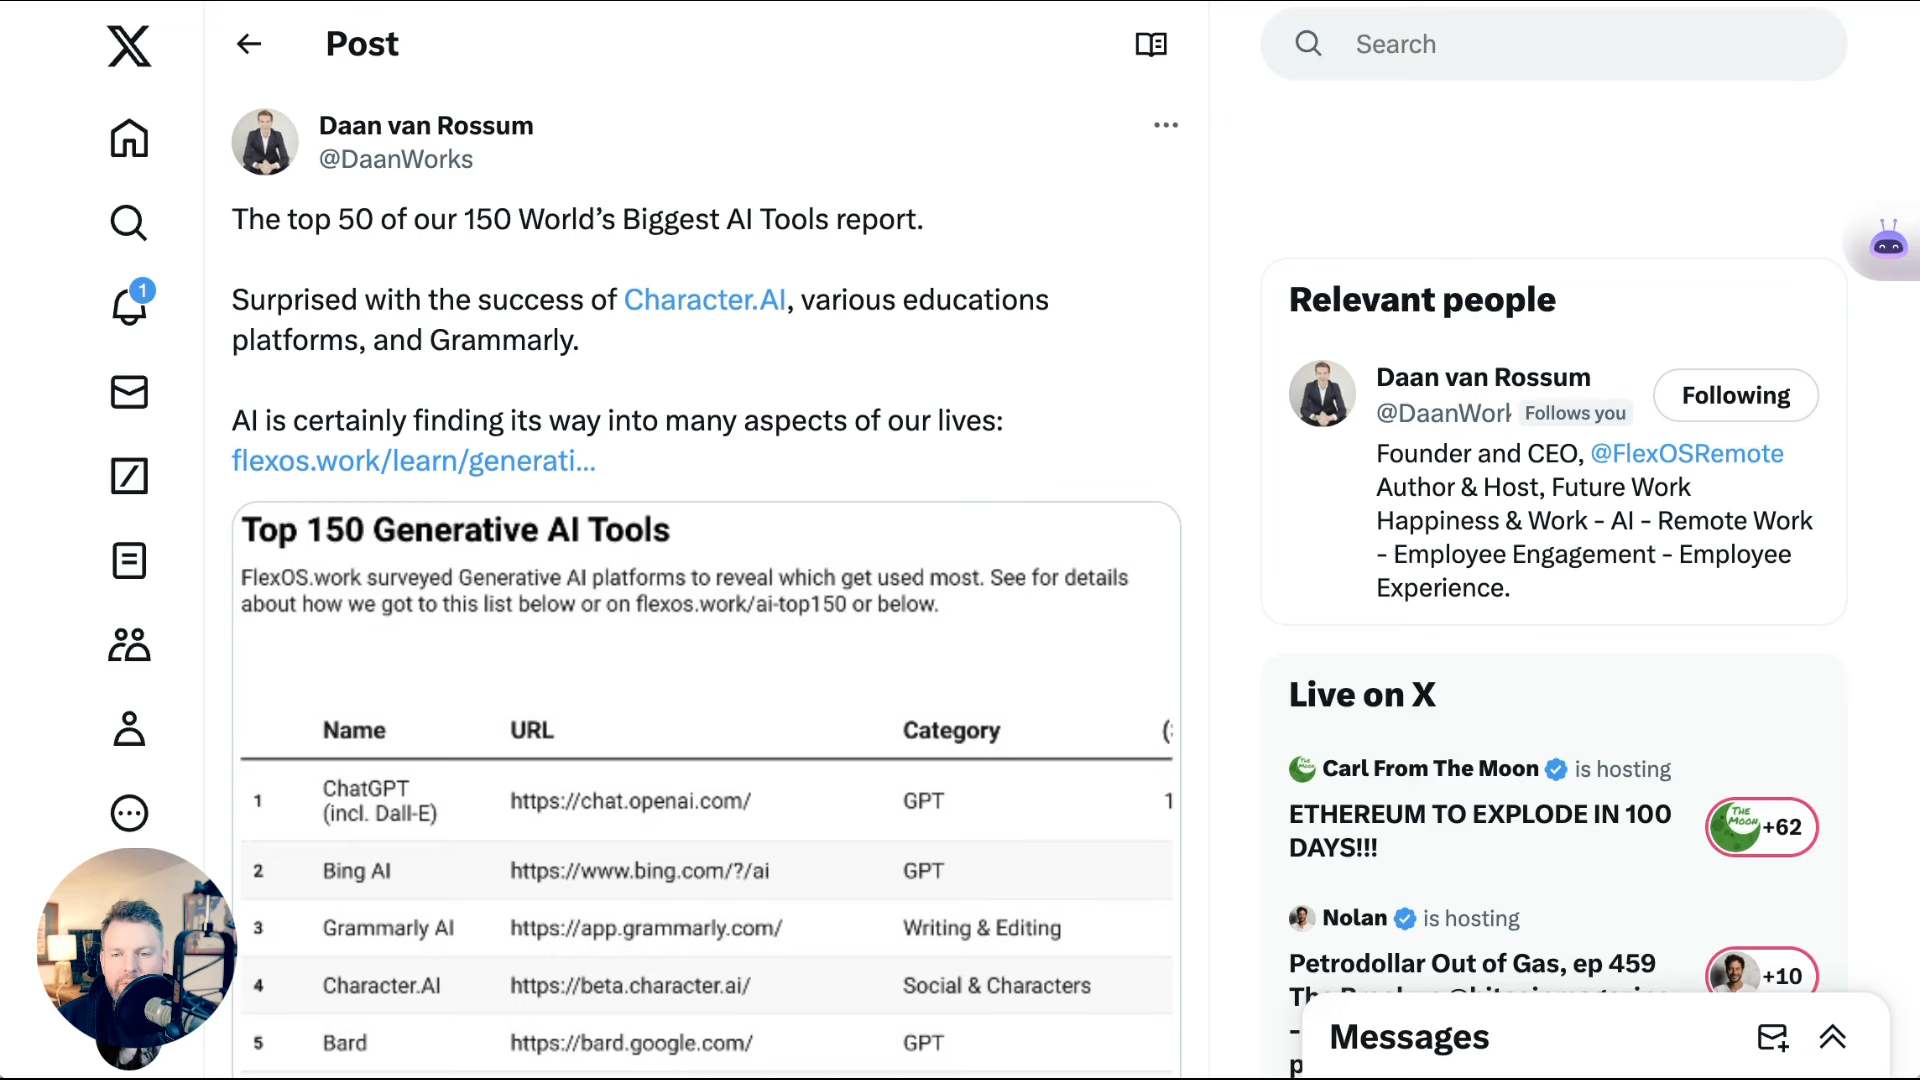 Post
Search
Daan van Rossum
@DaanWorks
The top 50 of our 150 World's Biggest AI Tools report.
Surprised with the success of Character.AI, various educations
platforms, and Grammarly.
AI is certainly finding its way into many aspects of our lives:
flexos.work/learn/generati...
Top 150 Generative AI Tools
FlexOS.work surveyed Generative AI platforms to reveal which get used most. See for details
about how we got to this list below or on flexos.work/ai-top150 or below.
Name URL Category (
1 ChatGPT
(incl. Dall-E) https://chat.openai.com/ GPT 1
2 Bing AI https://www.bing.com/?/ai GPT
3 Grammarly AI https://app.grammarly.com/ Writing & Editing
4 Character.AI https://beta.character.ai/ Social & Characters
5 Bard https://bard.google.com/ GPT
1
Relevant people
Daan van Rossum
@DaanWork Follows you
Following
Founder and CEO, @FlexOSRemote
Author & Host, Future Work
Happiness & Work - AI - Remote Work
- Employee Engagement - Employee
Experience.
Live on X
Carl From The Moon is hosting
ETHEREUM TO EXPLODE IN 100
DAYS!!!
THE
MOON
+62
Nolan is hosting
Petrodollar Out of Gas, ep 459
+10
Messages